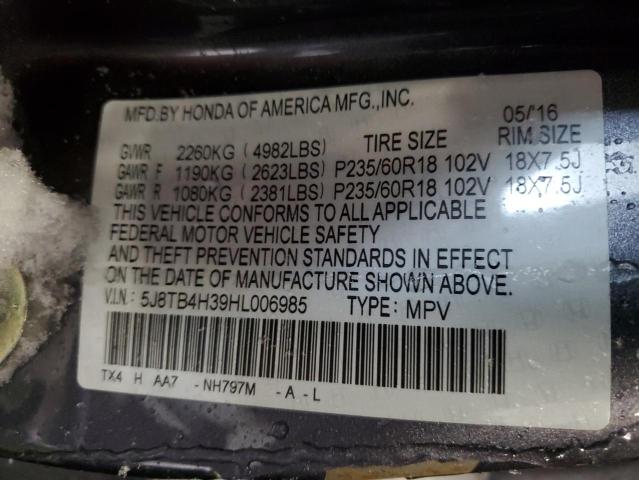 MFD.BY HONDA OF AMERICA MFG.,INC. 05/'16
GVWR 2260KG (4982LBS) TIRE SIZE RIM SIZE
GAWR F 1190KG (2623LBS) P235/60R18 102V 18X7.5J
GAWR R 1080KG (2381LBS) P235/60R18 102V 18X7.5J
THIS VEHICLE CONFORMS TO ALL APPLICABLE
FEDERAL MOTOR VEHICLE SAFETY
AND THEFT PREVENTION STANDARDS IN EFFECT
ON THE DATE OF MANUFACTURE SHOWN ABOVE.
V.I.N.: 5J8TB4H39HL006985 TYPE: MPV
TX4 H AA7 -NH797M -A-L